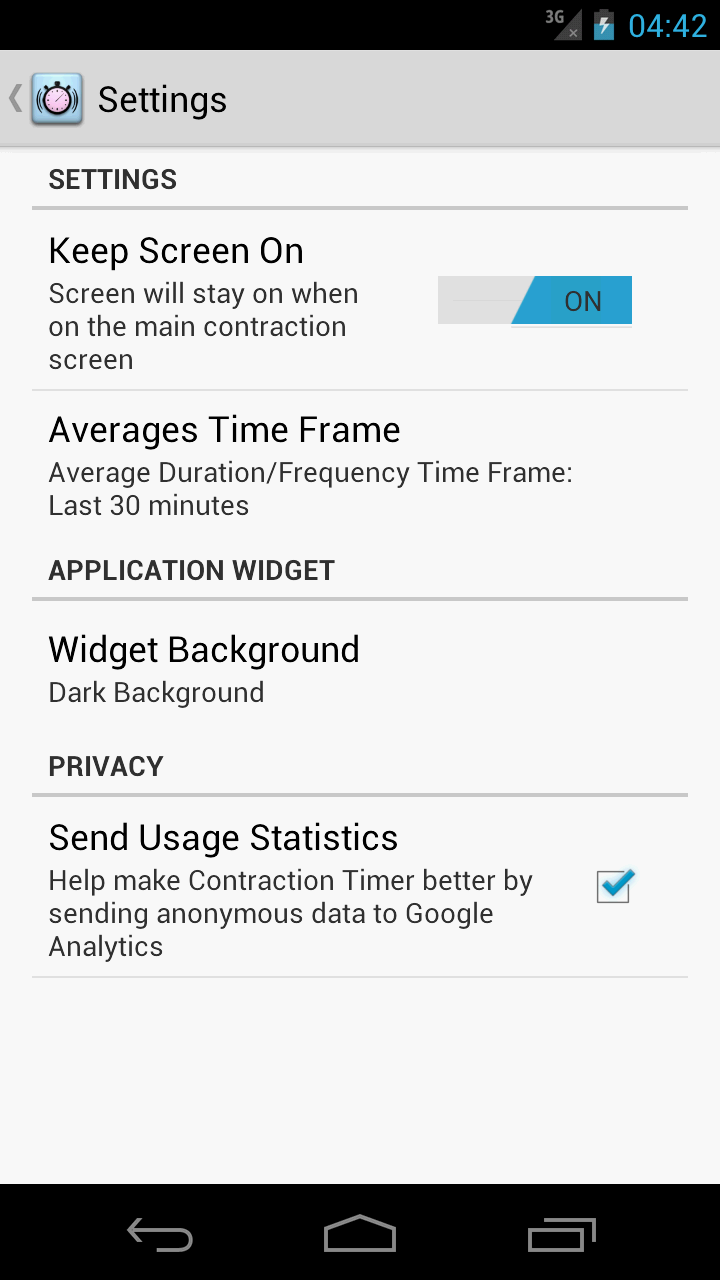 3G
04:42
Settings
SETTINGS
Keep Screen On
Screen will stay on when
on the main contraction
screen
ON
Averages Time Frame
Average Duration/Frequency Time Frame:
Last 30 minutes
APPLICATION WIDGET
Widget Background
Dark Background
PRIVACY
Send Usage Statistics
Help make Contraction Timer better by
sending anonymous data to Google
Analytics